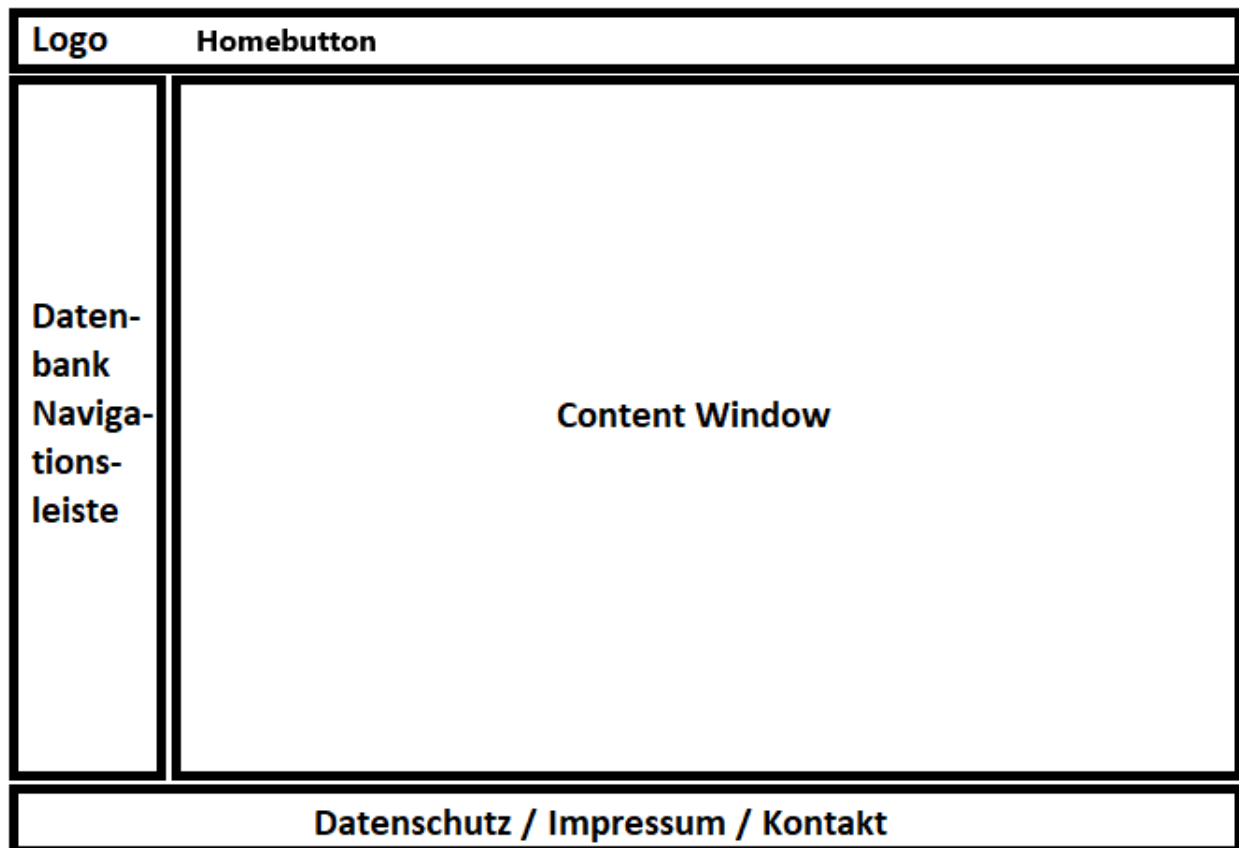 Logo
Homebutton
Daten-
bank
Naviga-
tions-
leiste
Content Window
Datenschutz / Impressum / Kontakt